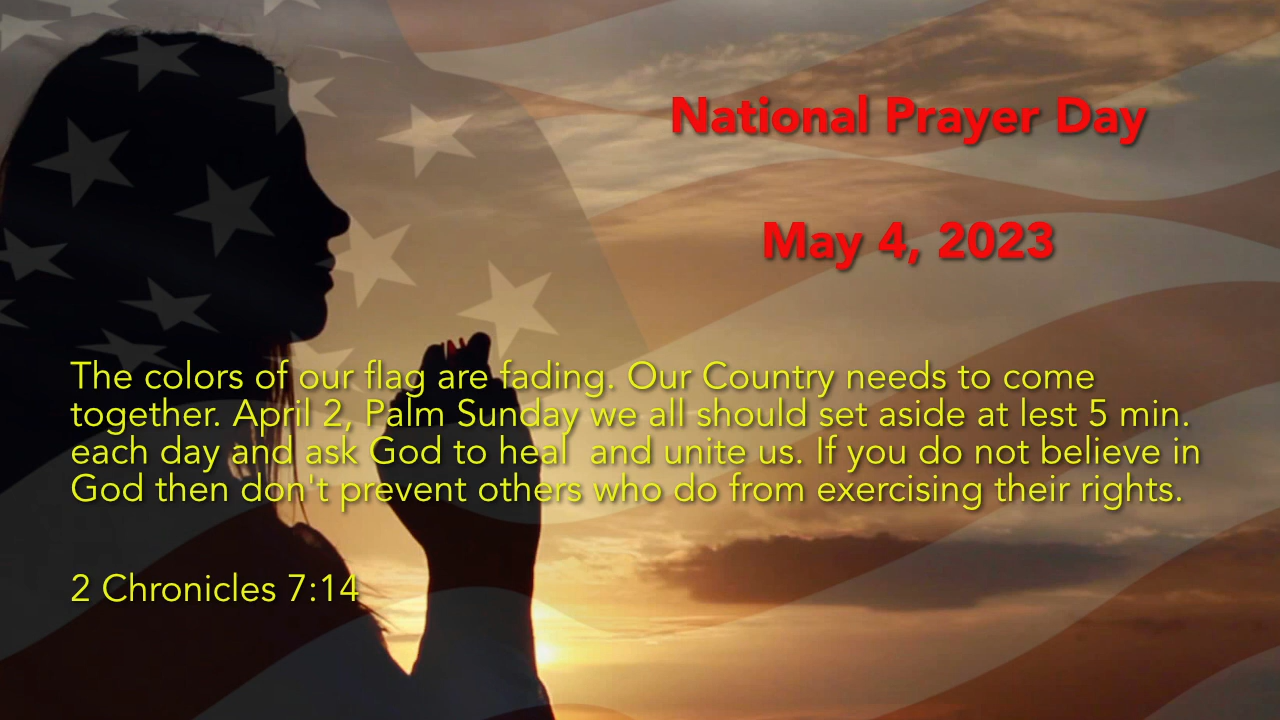 National Prayer Day
May 4, 2023
The colors of our flag are fading. Our Country needs to come
together. April 2, Palm Sunday we all should set aside at lest 5 min.
each day and ask God to heal  and unite us. If you do not believe in
God then don't prevent others who do from exercising their rights.
2 Chronicles 7:14